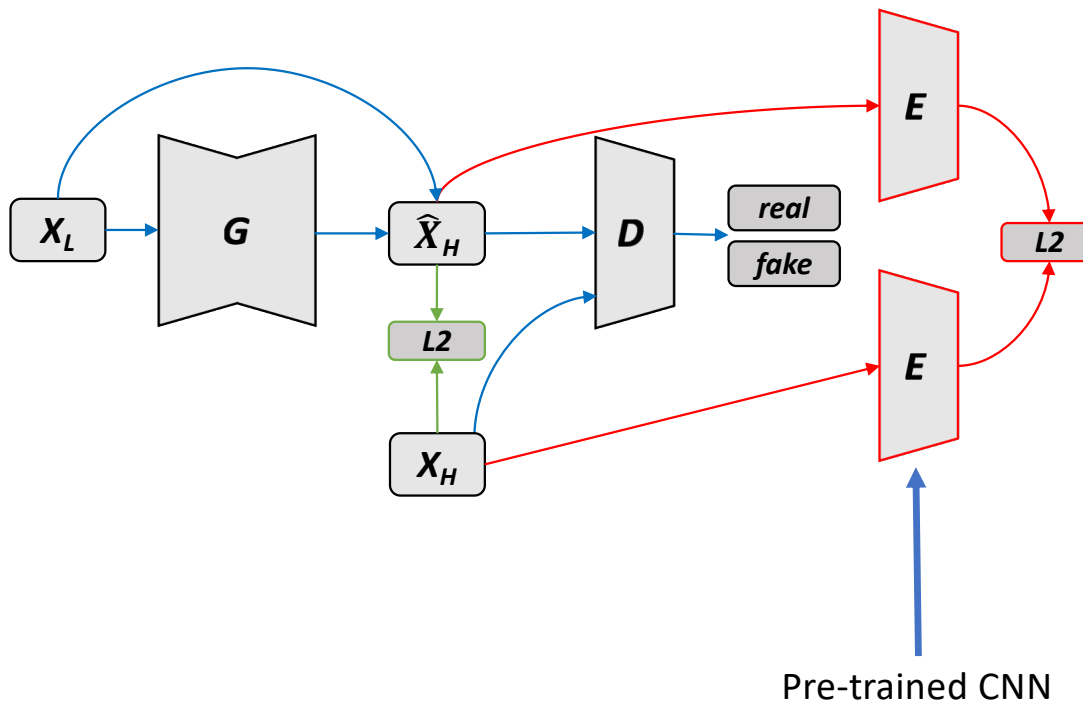 E
X_L
G
X̂_H
D
real
fake
L2
L2
E
X_H
Pre-trained CNN